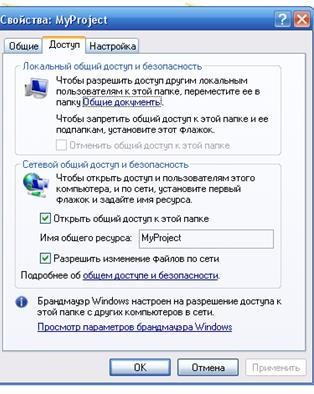 Свойства: MyProject
Общие Доступ Настройка
Локальный общий доступ и безопасность
Чтобы разрешить доступ другим локальным
пользователям к этой папке, переместите ее в
папку Общие документы.
Чтобы запретить общий доступ к этой папке и ее
подпапкам, установите этот флажок.
Отменить общий доступ к этой папке
Сетевой общий доступ и безопасность
Чтобы открыть доступ и пользователям этого
компьютера, и по сети, установите первый
флажок и задайте имя ресурса.
Открыть общий доступ к этой папке
Имя общего ресурса: MyProject
Разрешить изменение файлов по сети
Подробнее об общем доступе и безопасности.
Брандмауэр Windows настроен на разрешение доступа к
этой папке с других компьютеров в сети.
Просмотр параметров брандмауэра Windows
ОК Отмена Применить